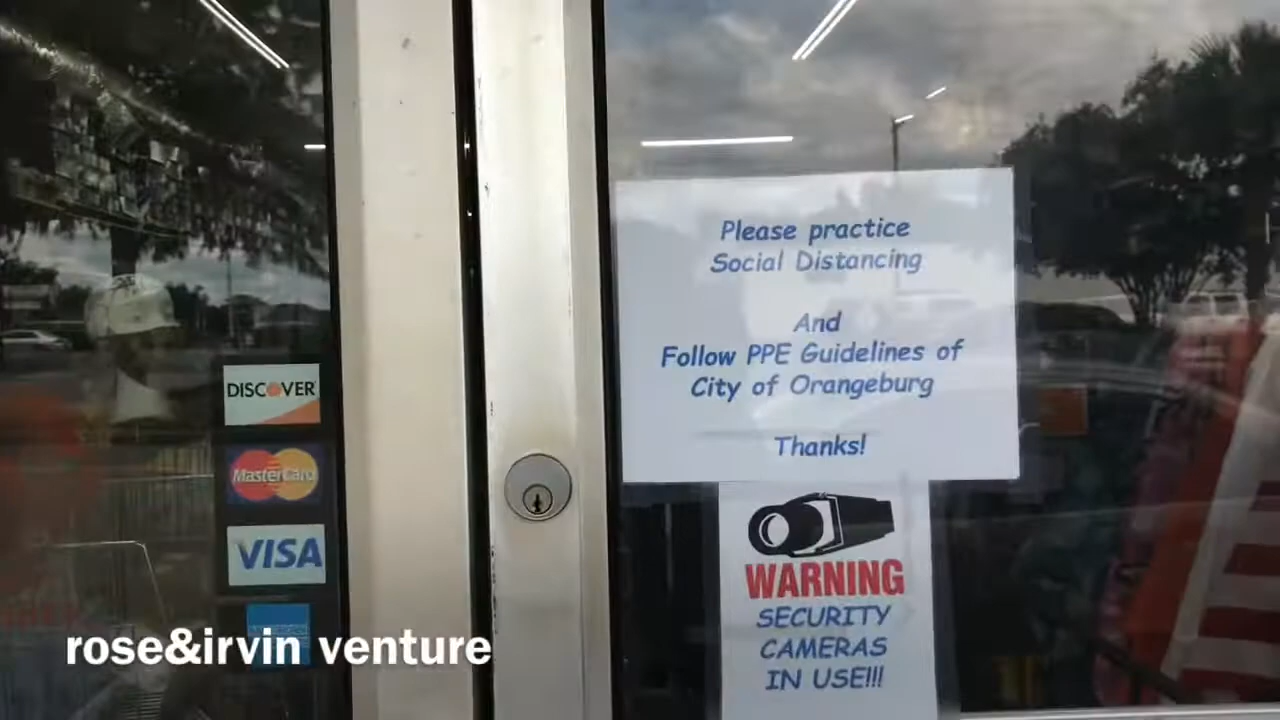 Please practice
Social Distancing
And
Follow PPE Guidelines of
City of Orangeburg
Thanks!
DISCOVER
MasterCard
VISA
WARNING
SECURITY
CAMERAS
IN USE!!!
rose&irvin venture